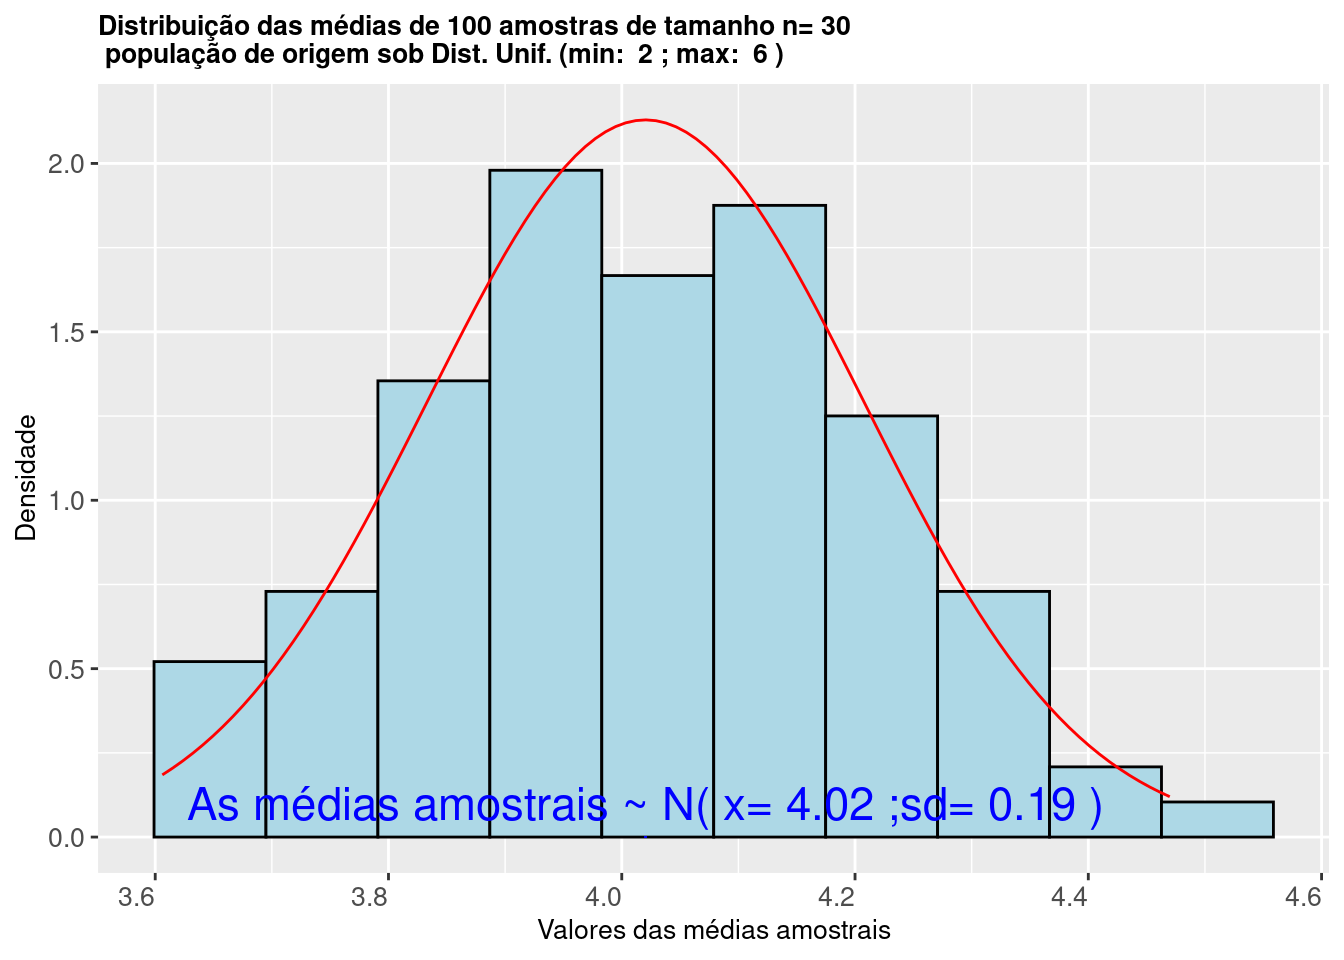 Distribuição das médias de 100 amostras de tamanho n= 30
população de origem sob Dist. Unif. (min:  2 ; max:  6 )
Densidade
2.0
1.5
1.0
0.5
0.0
As médias amostrais ~ N( x= 4.02 ;sd= 0.19 )
3.6 3.8 4.0 4.2 4.4 4.6
Valores das médias amostrais